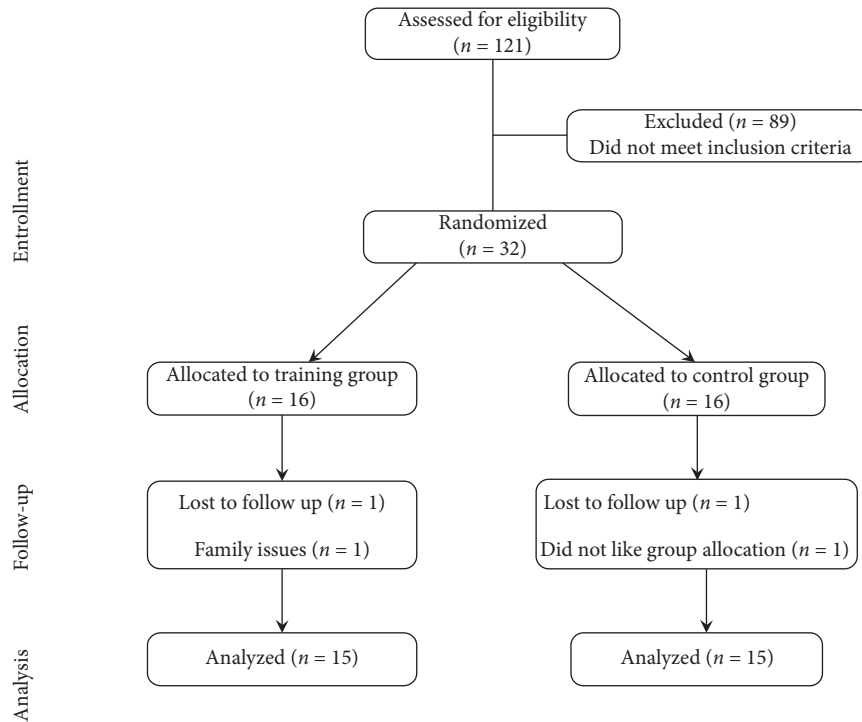 Assessed for eligibility
(n = 121)
Excluded (n = 89)
Did not meet inclusion criteria
Entrollment
Randomized
(n = 32)
Allocation
Allocated to training group
(n = 16)
Allocated to control group
(n = 16)
Follow-up
Lost to follow up (n = 1)
Family issues (n = 1)
Lost to follow up (n = 1)
Did not like group allocation (n = 1)
Analysis
Analyzed (n = 15)
Analyzed (n = 15)